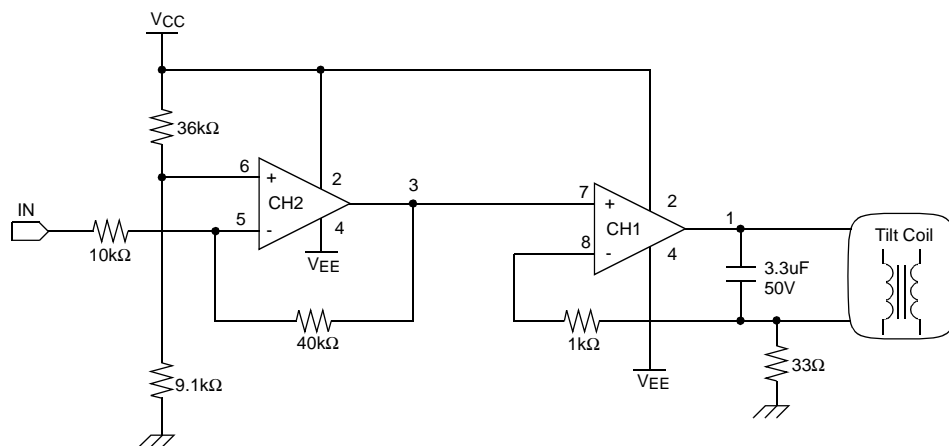 VCC
36kΩ
6
+
CH2
2
3
7
+
CH1
2
1
IN
5
-
4
8
-
4
Tilt Coil
10kΩ
VEE
3.3uF
50V
40kΩ
1kΩ
9.1kΩ
VEE
33Ω